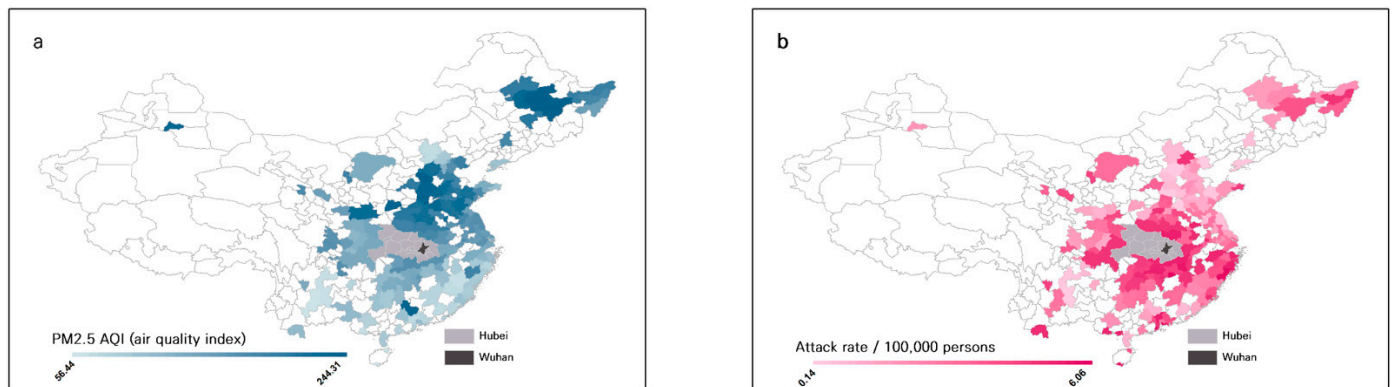 a
PM2.5 AQI (air quality index)
56.44
244.31
Hubei
Wuhan
b
Attack rate / 100,000 persons
0.14
6.06
Hubei
Wuhan